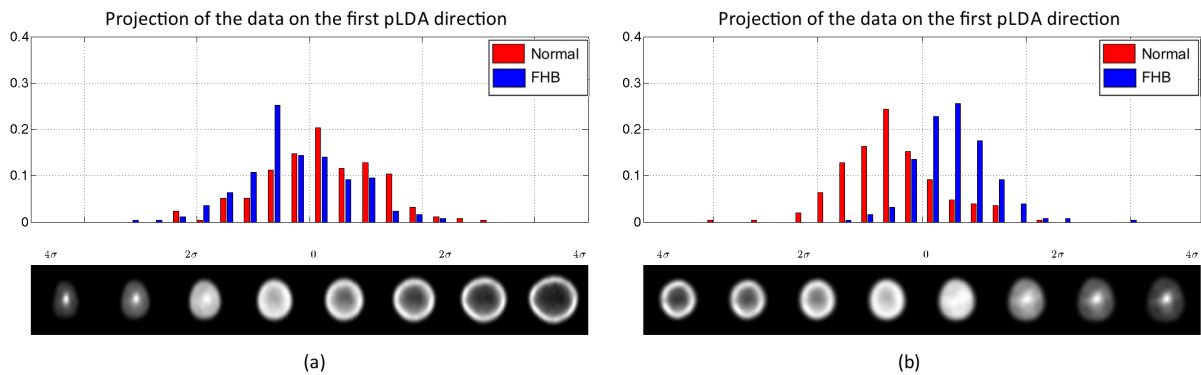 Projection of the data on the first pLDA direction
0.4
0.3
0.2
0.1
0
Normal
FHB
4σ 2σ 0 2σ 4σ
(a)
Projection of the data on the first pLDA direction
0.4
0.3
0.2
0.1
0
Normal
FHB
4σ 2σ 0 2σ 4σ
(b)